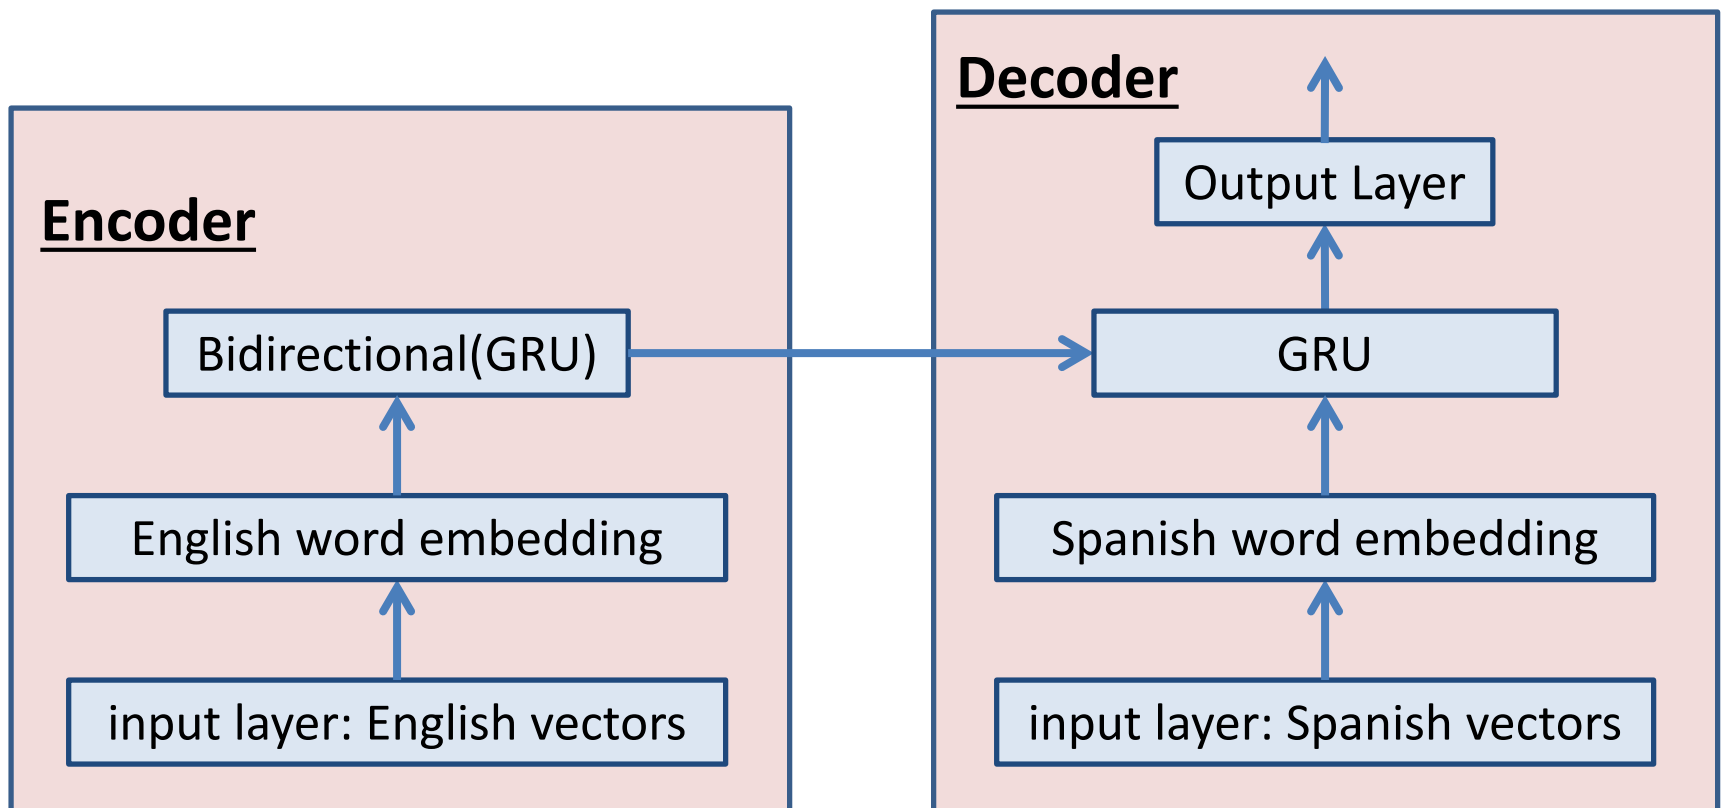 Encoder
Bidirectional(GRU)
English word embedding
input layer: English vectors
Decoder
Output Layer
GRU
Spanish word embedding
input layer: Spanish vectors